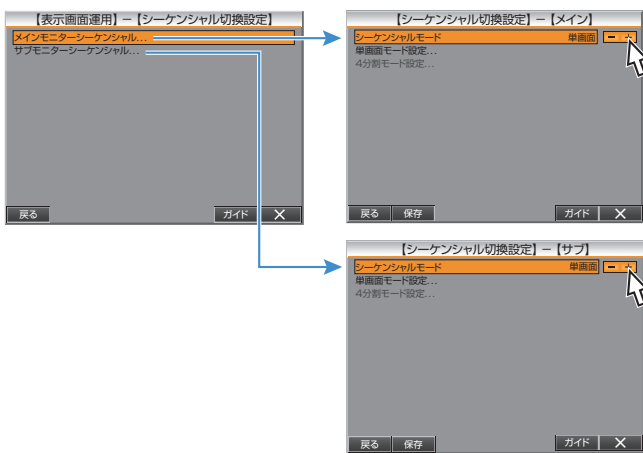 【表示画面運用】－【シーケンシャル切換設定】
メインモニターシーケンシャル...
サブモニターシーケンシャル...
戻る ガイド ×
【シーケンシャル切換設定】－【メイン】
シーケンシャルモード 単画面 － ＋
単画面モード設定...
4分割モード設定...
戻る 保存 ガイド ×
【シーケンシャル切換設定】－【サブ】
シーケンシャルモード 単画面 － ＋
単画面モード設定...
4分割モード設定...
戻る 保存 ガイド ×